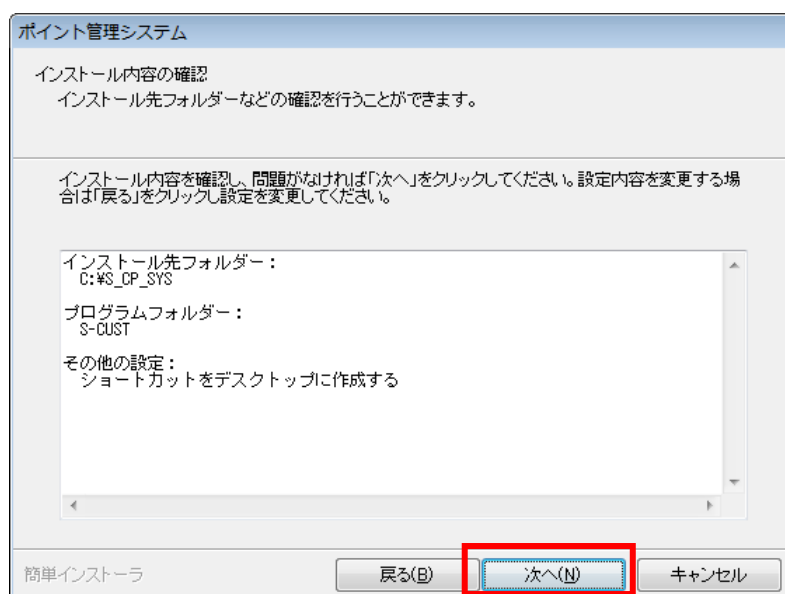 ポイント管理システム
インストール内容の確認
インストール先フォルダーなどの確認を行うことができます。
インストール内容を確認し、問題がなければ「次へ」をクリックしてください。設定内容を変更する場
合は「戻る」をクリックし設定を変更してください。
インストール先フォルダー：
C:¥S_CP_SYS
プログラムフォルダー：
S-CUST
その他の設定：
ショートカットをデスクトップに作成する
簡単インストーラ
戻る(B)
次へ(N)
キャンセル